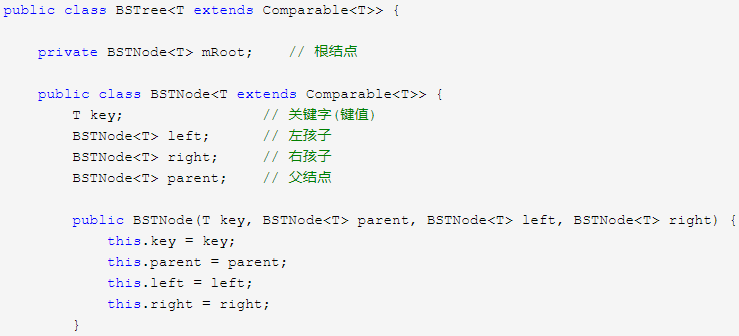 public class BSTree<T extends Comparable<T>> {
private BSTNode<T> mRoot;    // 根结点
public class BSTNode<T extends Comparable<T>> {
T key;                // 关键字(键值)
BSTNode<T> left;      // 左孩子
BSTNode<T> right;     // 右孩子
BSTNode<T> parent;    // 父结点
public BSTNode(T key, BSTNode<T> parent, BSTNode<T> left, BSTNode<T> right) {
this.key = key;
this.parent = parent;
this.left = left;
this.right = right;
}